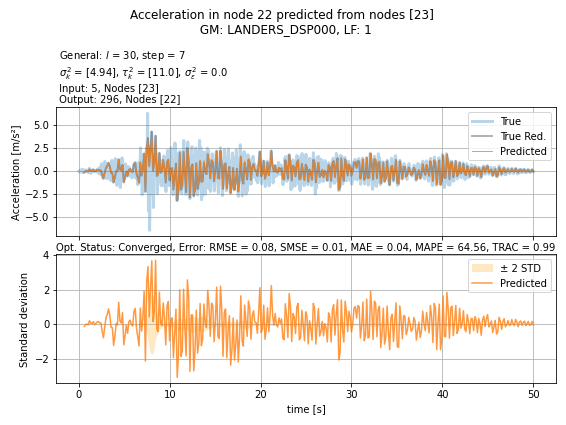 Acceleration in node 22 predicted from nodes [23]
GM: LANDERS_DSP000, LF: 1
General: l = 30, step = 7
σ²ₖ = [4.94], τ²ₖ = [11.0], σ²ε = 0.0
Input: 5, Nodes [23]
Output: 296, Nodes [22]
Acceleration [m/s²]
5.0
2.5
0.0
−2.5
−5.0
True
True Red.
Predicted
Opt. Status: Converged, Error: RMSE = 0.08, SMSE = 0.01, MAE = 0.04, MAPE = 64.56, TRAC = 0.99
Standard deviation
4
2
0
−2
± 2 STD
Predicted
0
10
20
30
40
50
time [s]